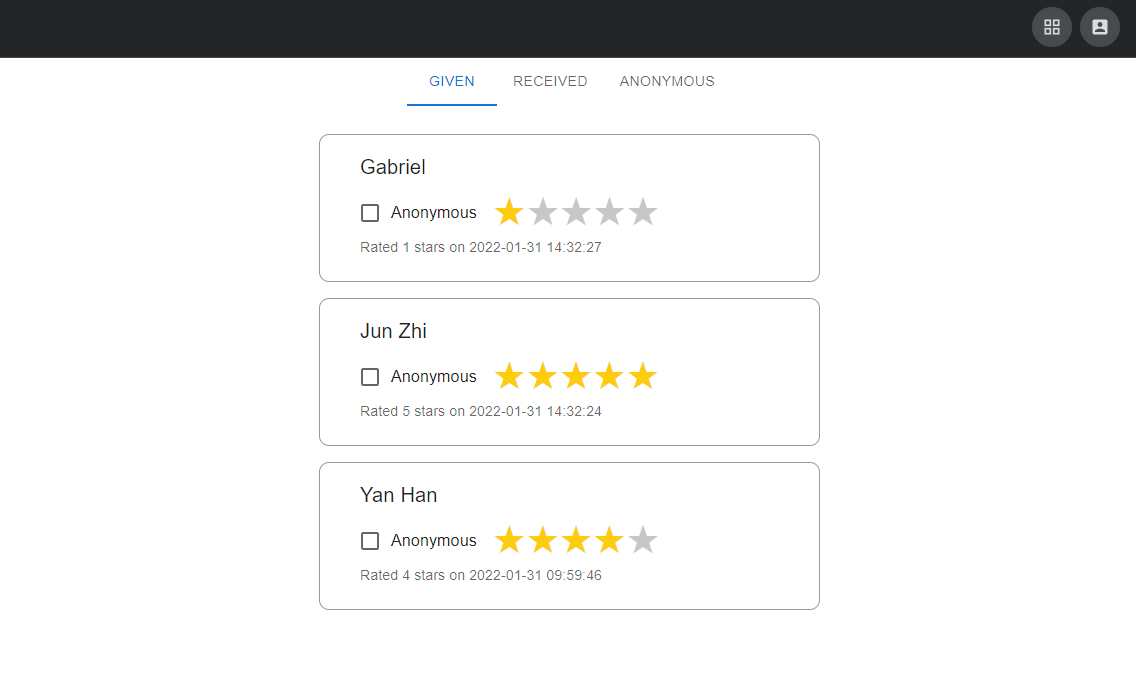 GIVEN RECEIVED ANONYMOUS
Gabriel
Anonymous
Rated 1 stars on 2022-01-31 14:32:27
Jun Zhi
Anonymous
Rated 5 stars on 2022-01-31 14:32:24
Yan Han
Anonymous
Rated 4 stars on 2022-01-31 09:59:46